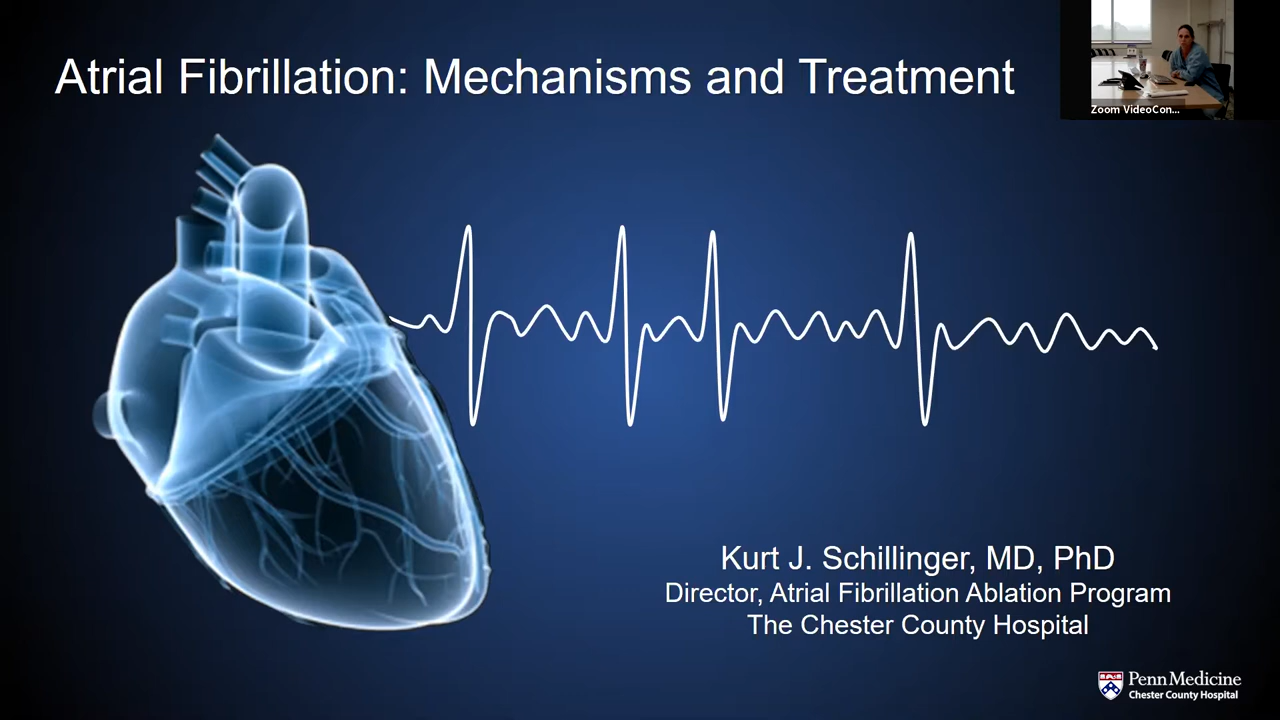 Atrial Fibrillation: Mechanisms and Treatment
Zoom VideoCon...
Kurt J. Schillinger, MD, PhD
Director, Atrial Fibrillation Ablation Program
The Chester County Hospital
Penn Medicine
Chester County Hospital